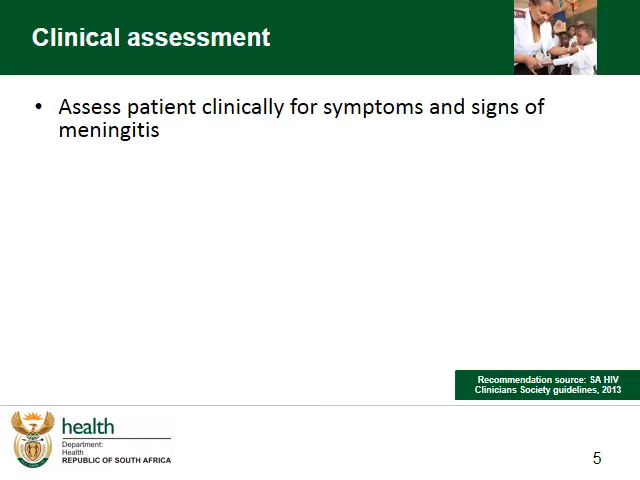 Clinical assessment
• Assess patient clinically for symptoms and signs of
meningitis
Recommendation source: SA HIV
Clinicians Society guidelines, 2013
health
Department:
Health
REPUBLIC OF SOUTH AFRICA
5